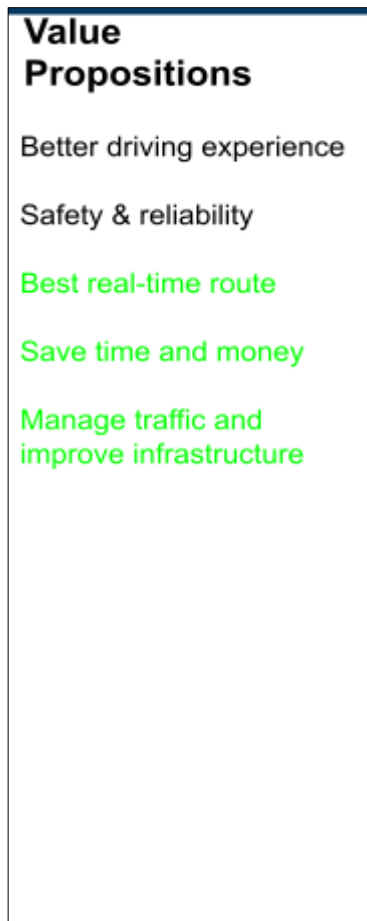 Value
Propositions
Better driving experience
Safety & reliability
Best real-time route
Save time and money
Manage traffic and
improve infrastructure